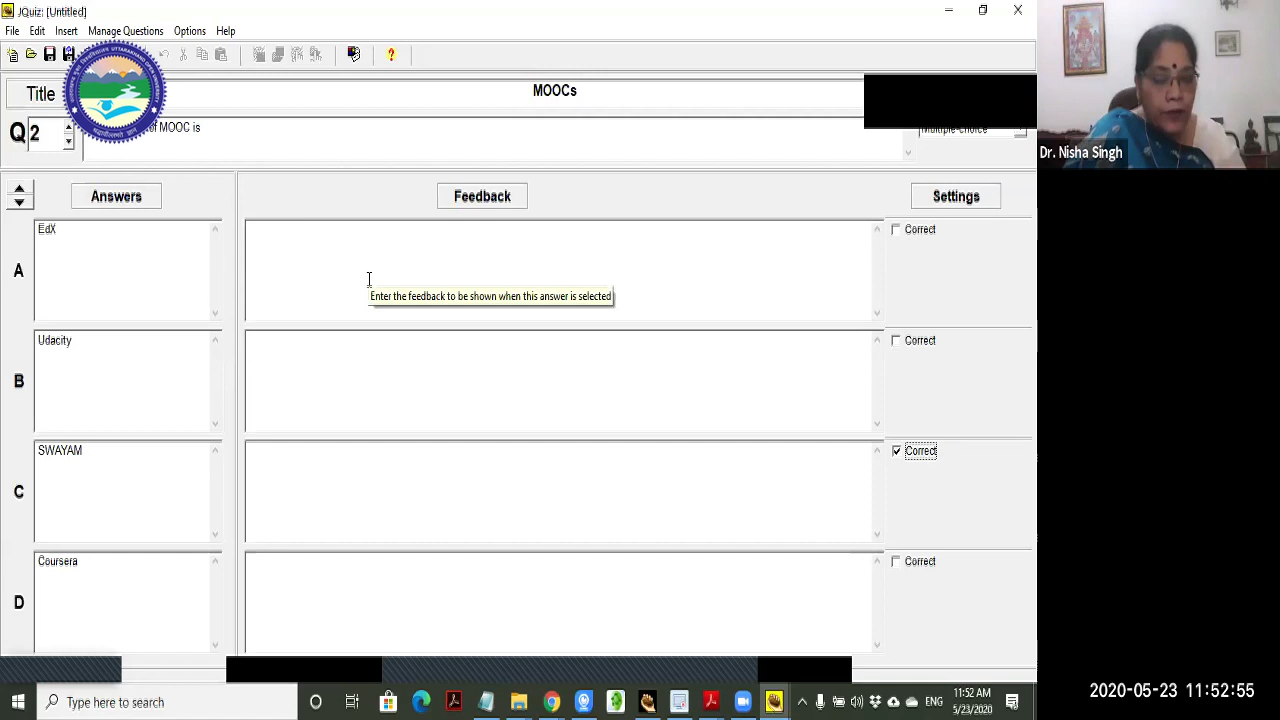 JQuiz: [Untitled]
File Edit Insert Manage Questions Options Help
Title
MOOCs
Q 2
of MOOC is
Multiple-choice
Answers
Feedback
Settings
A
EdX
Correct
Enter the feedback to be shown when this answer is selected
B
Udacity
Correct
C
SWAYAM
Correct
D
Coursera
Correct
Dr. Nisha Singh
Type here to search
ENG
11:52 AM
5/23/2020
2020-05-23 11:52:55